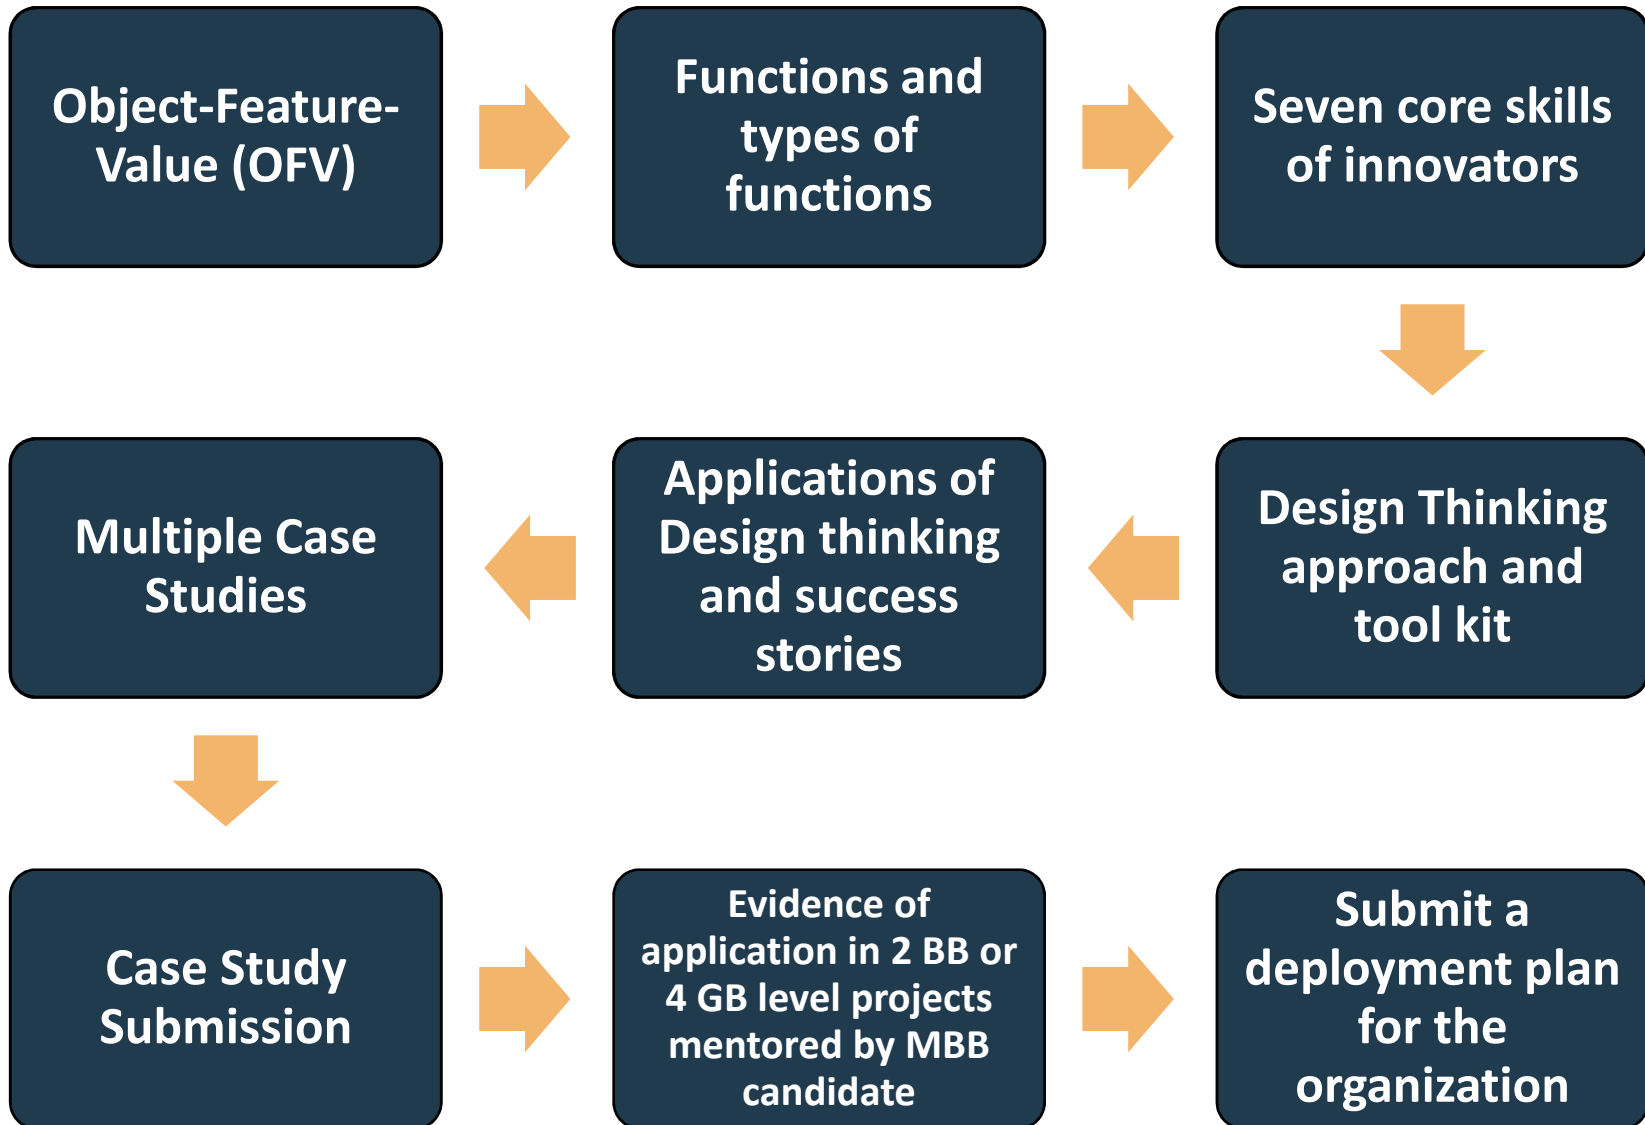 Object-Feature-
Value (OFV)
Functions and
types of
functions
Seven core skills
of innovators
Design Thinking
approach and
tool kit
Applications of
Design thinking
and success
stories
Multiple Case
Studies
Case Study
Submission
Evidence of
application in 2 BB or
4 GB level projects
mentored by MBB
candidate
Submit a
deployment plan
for the
organization